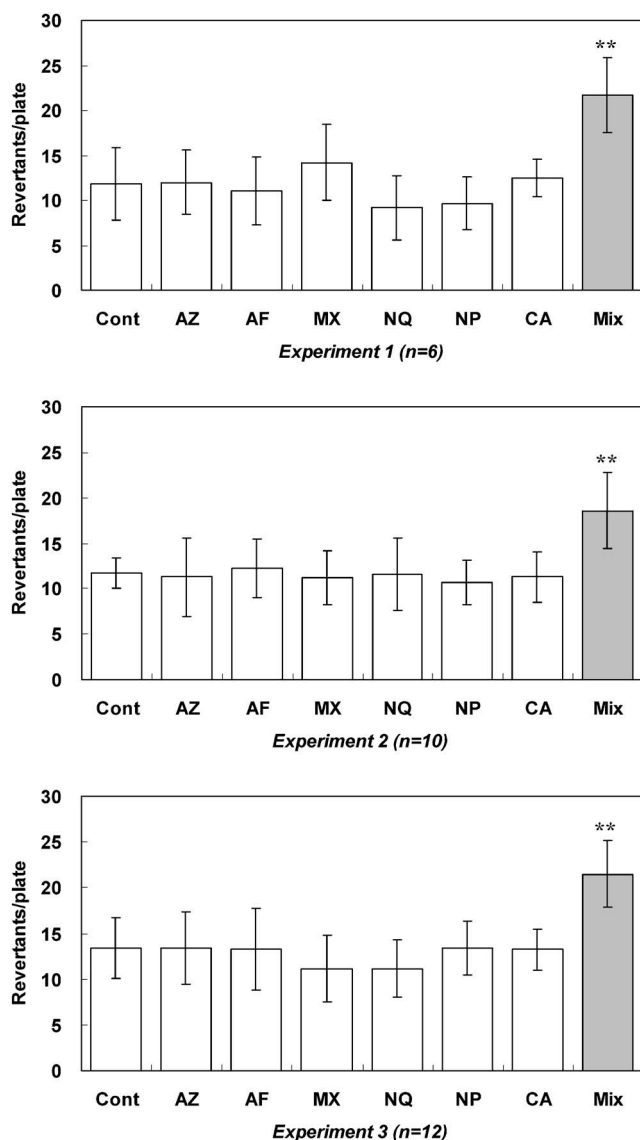 Revertants/plate
30
25
20
15
10
5
0
**
Cont AZ AF MX NQ NP CA Mix
Experiment 1 (n=6)
Revertants/plate
30
25
20
15
10
5
0
**
Cont AZ AF MX NQ NP CA Mix
Experiment 2 (n=10)
Revertants/plate
30
25
20
15
10
5
0
**
Cont AZ AF MX NQ NP CA Mix
Experiment 3 (n=12)